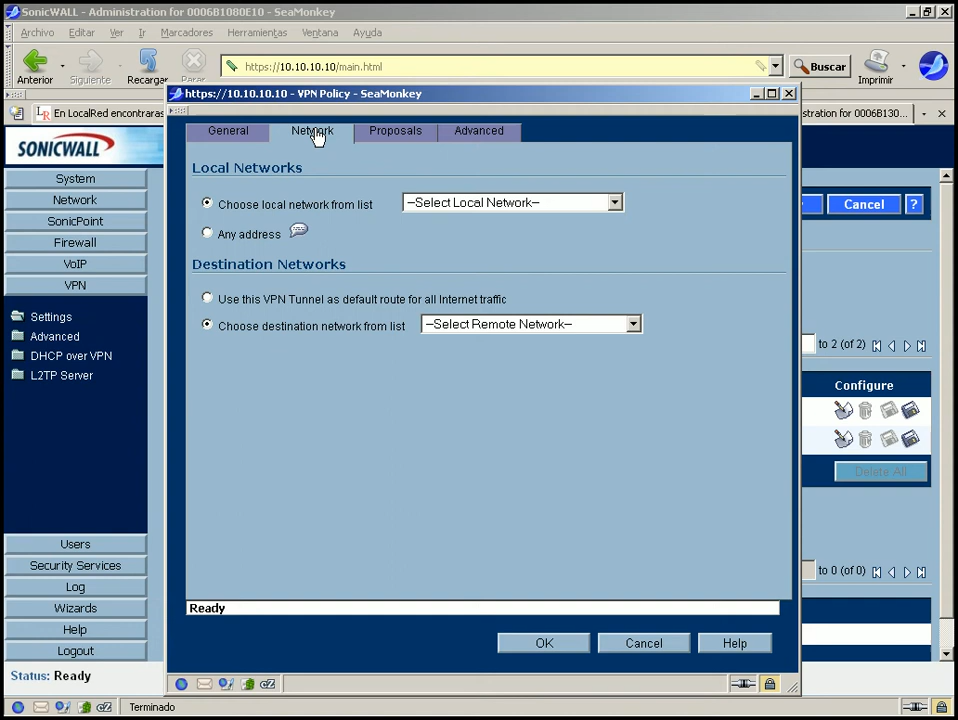 SonicWALL - Administration for 0006B1080E10 - SeaMonkey
Archivo Editar Ver Ir Marcadores Herramientas Ventana Ayuda
Anterior Siguiente Recargar Parar https://10.10.10.10/main.html Buscar Imprimir
https://10.10.10.10 - VPN Policy - SeaMonkey
En LocalRed encontraras
stration for 0006B130...
SONICWALL
General Network Proposals Advanced
Local Networks
Choose local network from list --Select Local Network--
Any address
Destination Networks
Use this VPN Tunnel as default route for all Internet traffic
Choose destination network from list --Select Remote Network--
Ready
OK Cancel Help
System
Network
SonicPoint
Firewall
VoIP
VPN
Settings
Advanced
DHCP over VPN
L2TP Server
Users
Security Services
Log
Wizards
Help
Logout
Status: Ready
Cancel ?
to 2 (of 2)
Configure
Delete All
to 0 (of 0)
Terminado